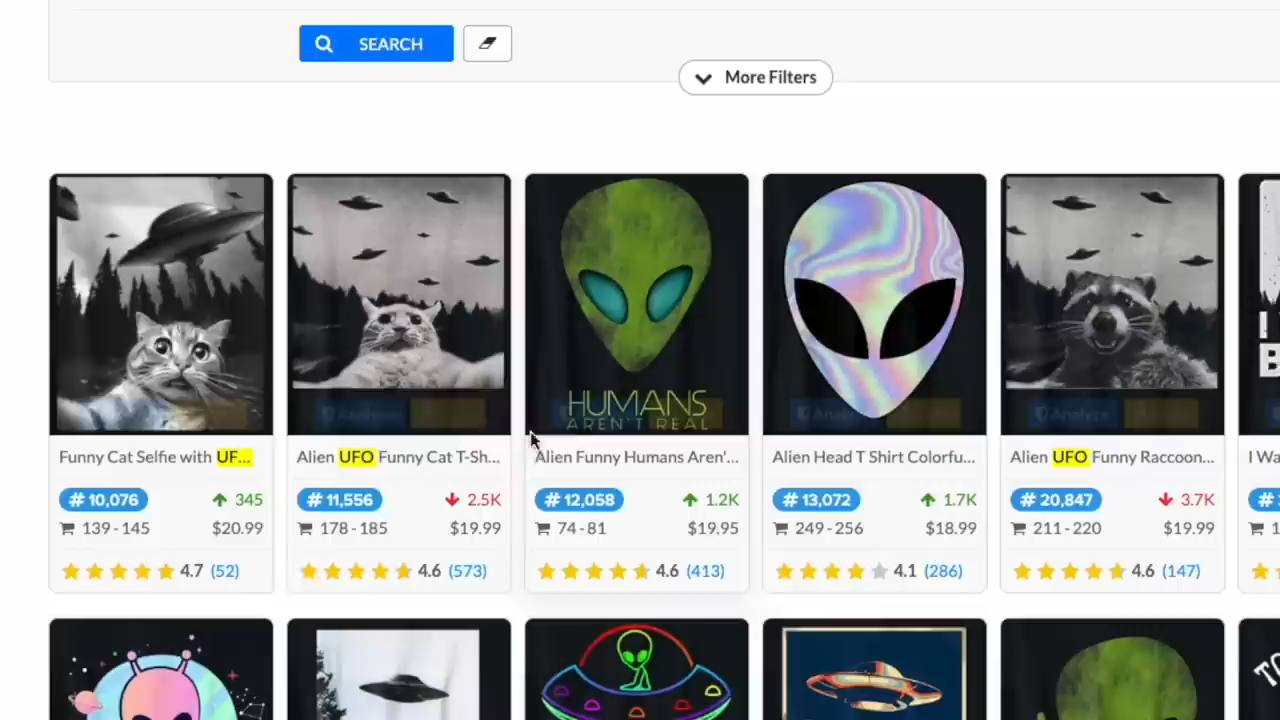 SEARCH
More Filters
HUMANS
AREN'T REAL
Analyze
Analyze
Funny Cat Selfie with UF...
Alien UFO Funny Cat T-Sh...
Alien Funny Humans Aren'...
Alien Head T Shirt Colorfu...
Alien UFO Funny Raccoon...
I Wa
# 10,076 345
# 11,556 2.5K
# 12,058 1.2K
# 13,072 1.7K
# 20,847 3.7K
139 - 145 $20.99
178 - 185 $19.99
74 - 81 $19.95
249 - 256 $18.99
211 - 220 $19.99
4.7 (52)
4.6 (573)
4.6 (413)
4.1 (286)
4.6 (147)